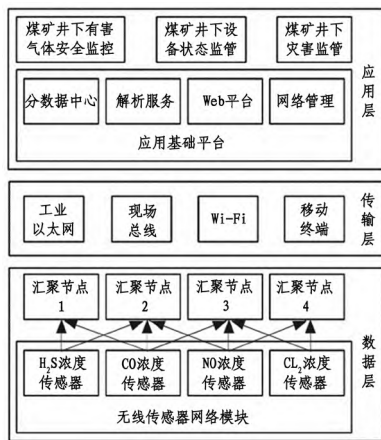 煤矿井下有害
气体安全监控
煤矿井下设
备状态监管
煤矿井下
灾害监管
分数据中心
解析服务
Web平台
网络管理
应用基础平台
应用层
工业
以太网
现场
总线
Wi-Fi
移动
终端
传输层
汇聚节点
1
汇聚节点
2
汇聚节点
3
汇聚节点
4
H₂S浓度
传感器
CO浓度
传感器
NO浓度
传感器
CL₂浓度
传感器
无线传感器网络模块
数据层